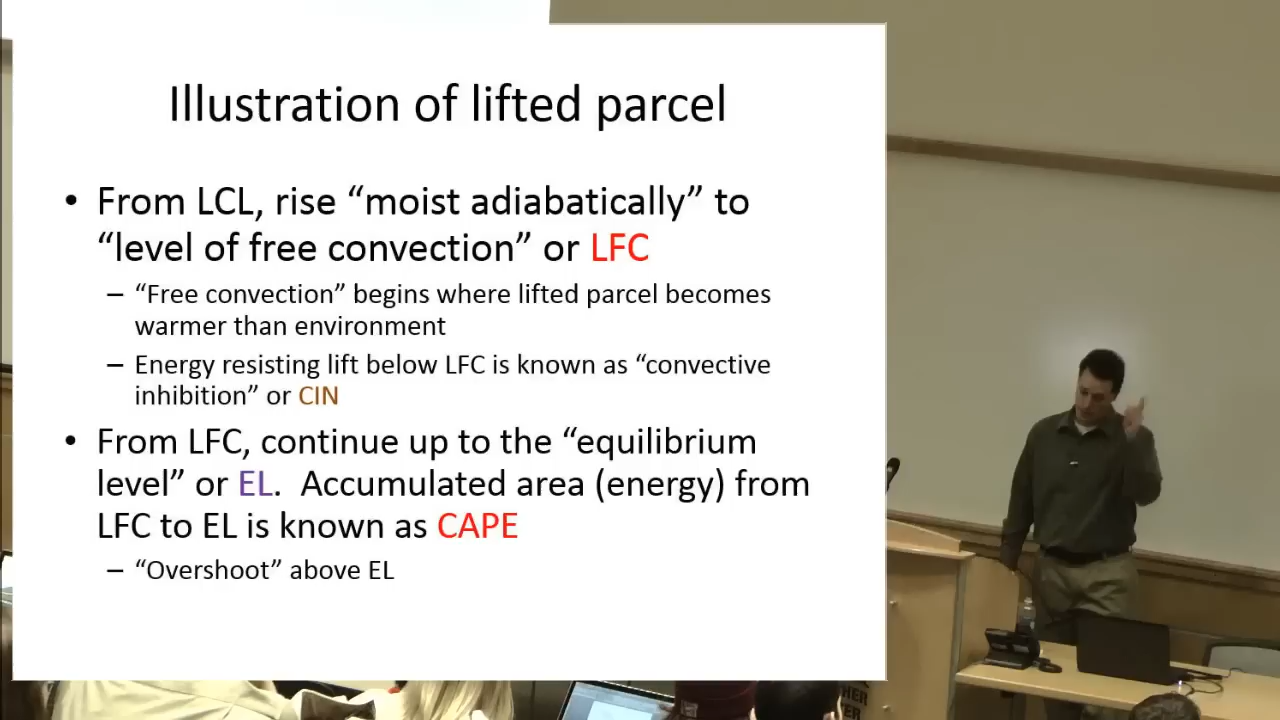 Illustration of lifted parcel
• From LCL, rise “moist adiabatically” to
“level of free convection” or LFC
– “Free convection” begins where lifted parcel becomes
warmer than environment
– Energy resisting lift below LFC is known as “convective
inhibition” or CIN
• From LFC, continue up to the “equilibrium
level” or EL.  Accumulated area (energy) from
LFC to EL is known as CAPE
– “Overshoot” above EL